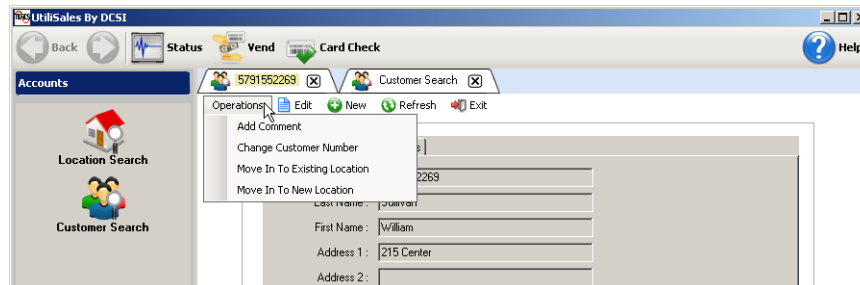 UtiliSales By DCSI
Back Status Vend Card Check Help
Accounts
5791552269 Customer Search
Operations Edit New Refresh Exit
Add Comment
Change Customer Number
Move In To Existing Location
Move In To New Location
Location Search
Customer Search
2269
Last Name : Sullivan
First Name : William
Address 1 : 215 Center
Address 2 :